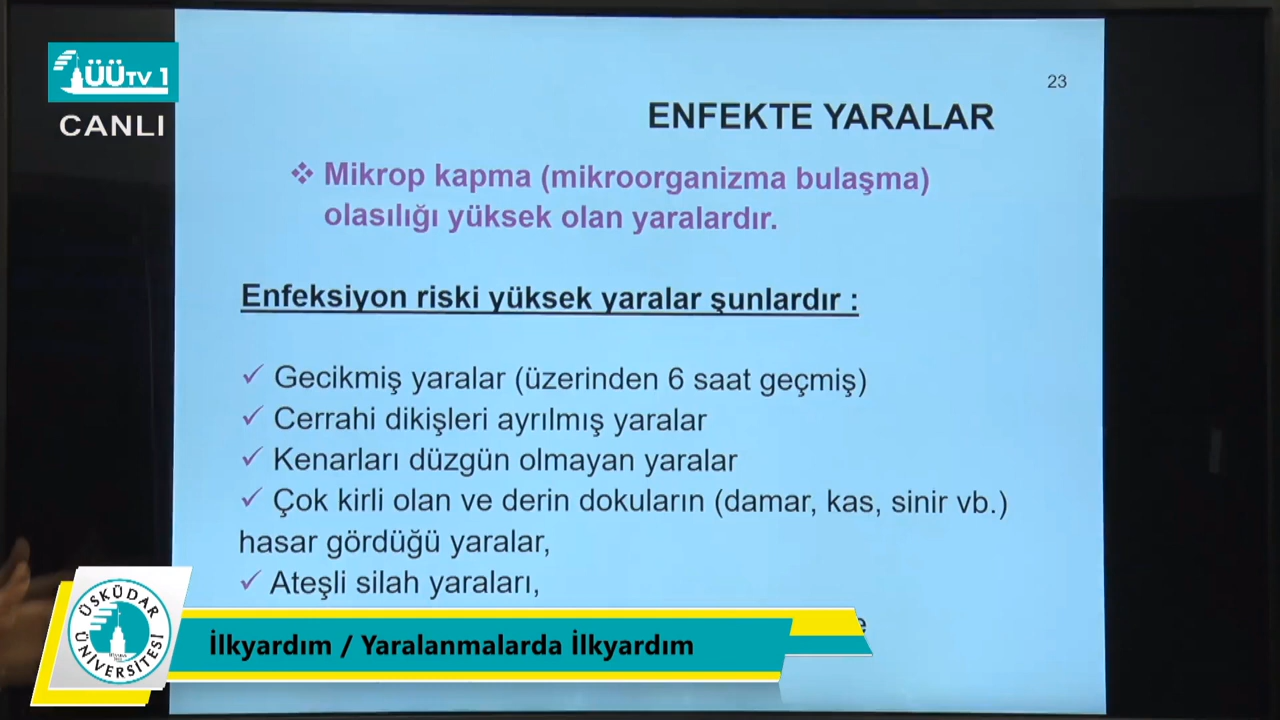 ÜÜTV 1
CANLI
23
ENFEKTE YARALAR
❖ Mikrop kapma (mikroorganizma bulaşma)
olasılığı yüksek olan yaralardır.
Enfeksiyon riski yüksek yaralar şunlardır :
✓ Gecikmiş yaralar (üzerinden 6 saat geçmiş)
✓ Cerrahi dikişleri ayrılmış yaralar
✓ Kenarları düzgün olmayan yaralar
✓ Çok kirli olan ve derin dokuların (damar, kas, sinir vb.)
hasar gördüğü yaralar,
✓ Ateşli silah yaraları,
ÜSKÜDAR ÜNİVERSİTESİ
İlkyardım / Yaralanmalarda İlkyardım